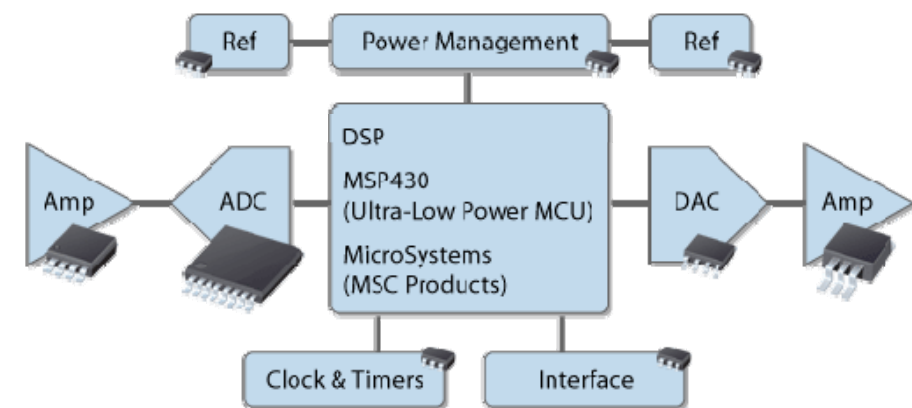 Ref
Power Management
Ref
DSP
MSP430
(Ultra-Low Power MCU)
MicroSystems
(MSC Products)
Amp
ADC
DAC
Amp
Clock & Timers
Interface